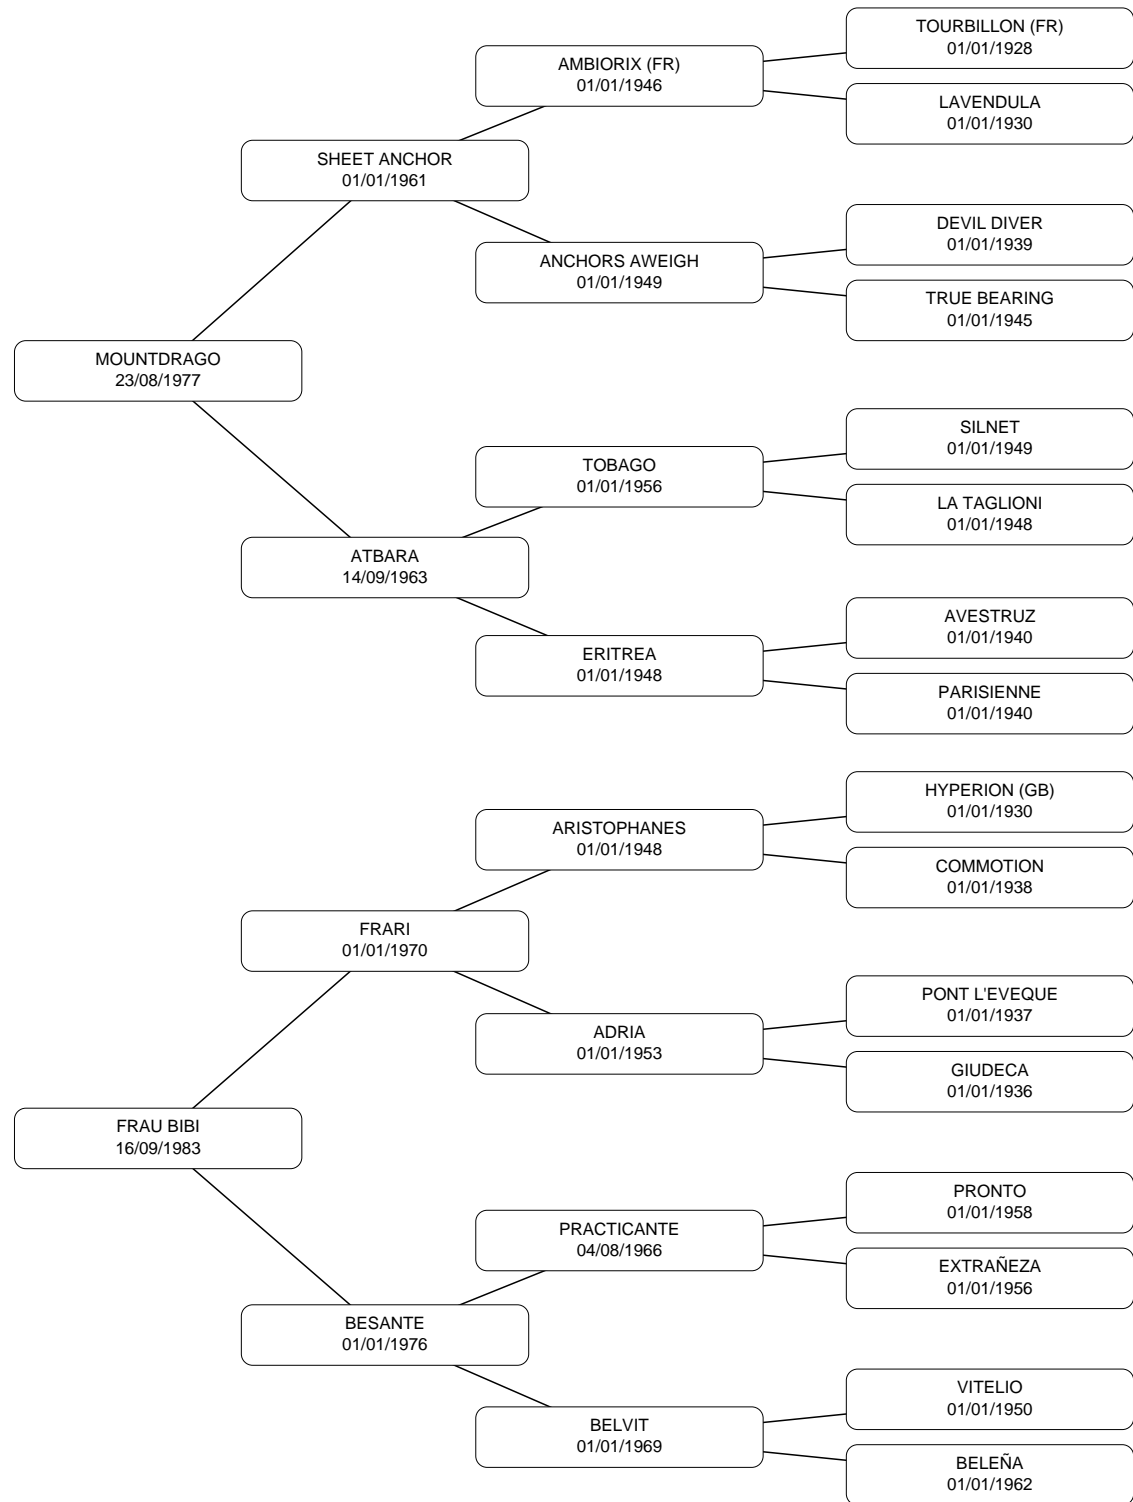 TOURBILLON (FR)
01/01/1928
AMBIORIX (FR)
01/01/1946
LAVENDULA
01/01/1930
SHEET ANCHOR
01/01/1961
DEVIL DIVER
01/01/1939
ANCHORS AWEIGH
01/01/1949
TRUE BEARING
01/01/1945
MOUNTDRAGO
23/08/1977
SILNET
01/01/1949
TOBAGO
01/01/1956
LA TAGLIONI
01/01/1948
ATBARA
14/09/1963
AVESTRUZ
01/01/1940
ERITREA
01/01/1948
PARISIENNE
01/01/1940
HYPERION (GB)
01/01/1930
ARISTOPHANES
01/01/1948
COMMOTION
01/01/1938
FRARI
01/01/1970
PONT L'EVEQUE
01/01/1937
ADRIA
01/01/1953
GIUDECA
01/01/1936
FRAU BIBI
16/09/1983
PRONTO
01/01/1958
PRACTICANTE
04/08/1966
EXTRAÑEZA
01/01/1956
BESANTE
01/01/1976
VITELIO
01/01/1950
BELVIT
01/01/1969
BELEÑA
01/01/1962